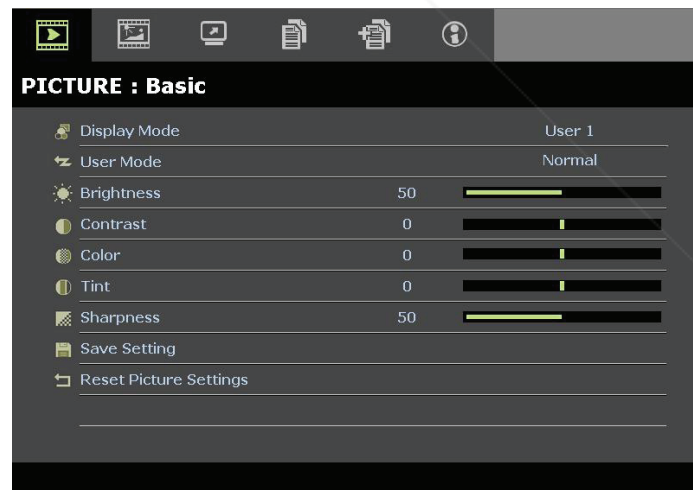 PICTURE : Basic
Display Mode User 1
User Mode Normal
Brightness 50
Contrast 0
Color 0
Tint 0
Sharpness 50
Save Setting
Reset Picture Settings